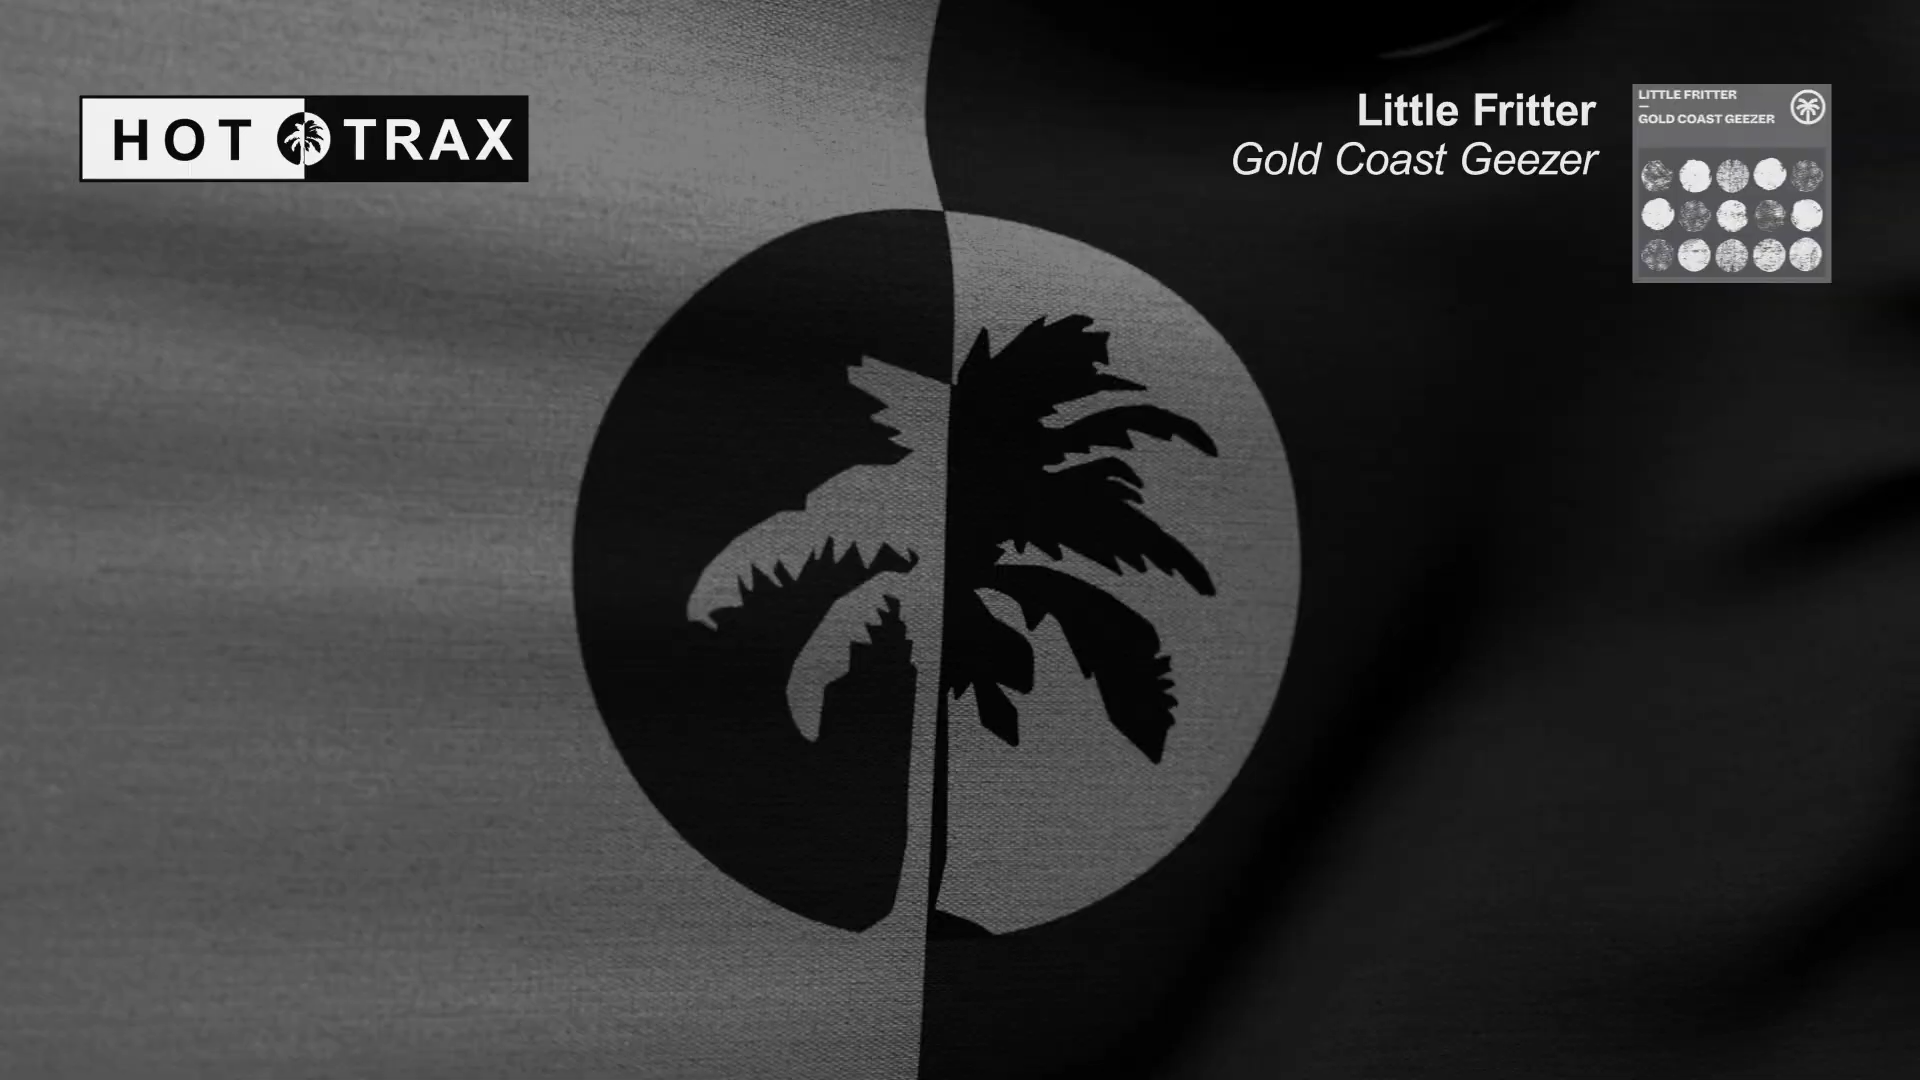 HOT TRAX
Little Fritter
Gold Coast Geezer
LITTLE FRITTER
–
GOLD COAST GEEZER